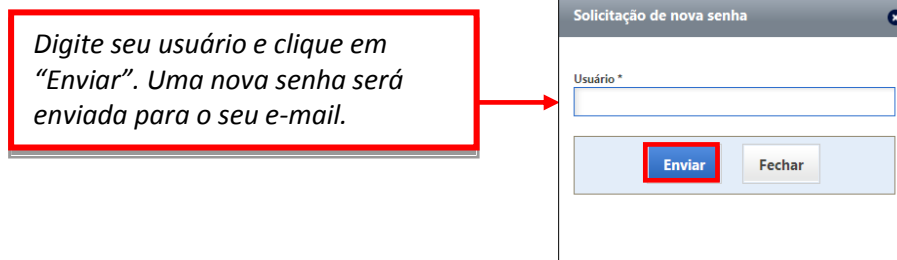 Digite seu usuário e clique em
“Enviar”. Uma nova senha será
enviada para o seu e-mail.
Solicitação de nova senha
Usuário *
Enviar
Fechar